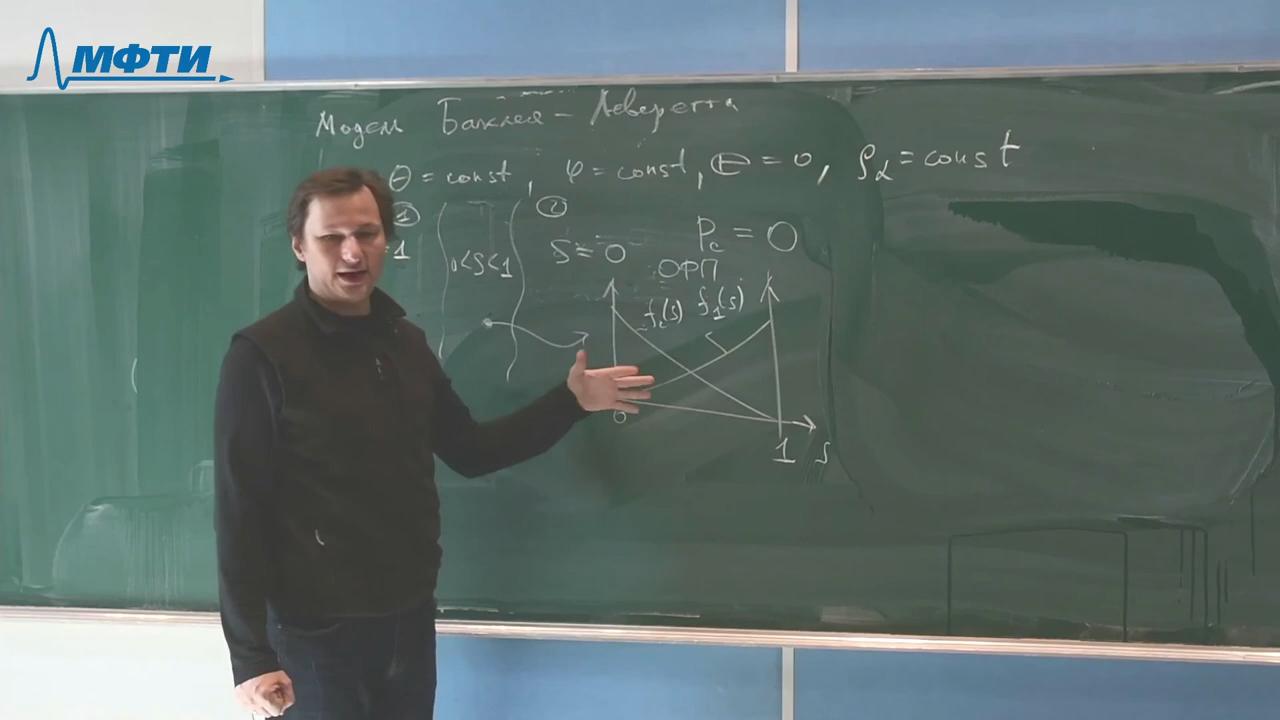 МФТИ
Модель Баклея - Леверетта
Θ = const, φ = const, Ɐ = 0, ρα = const
① ②
1 0<S<1 S = 0 Pc = 0
ОФП
f₂(s) f₁(s)
0 1 s